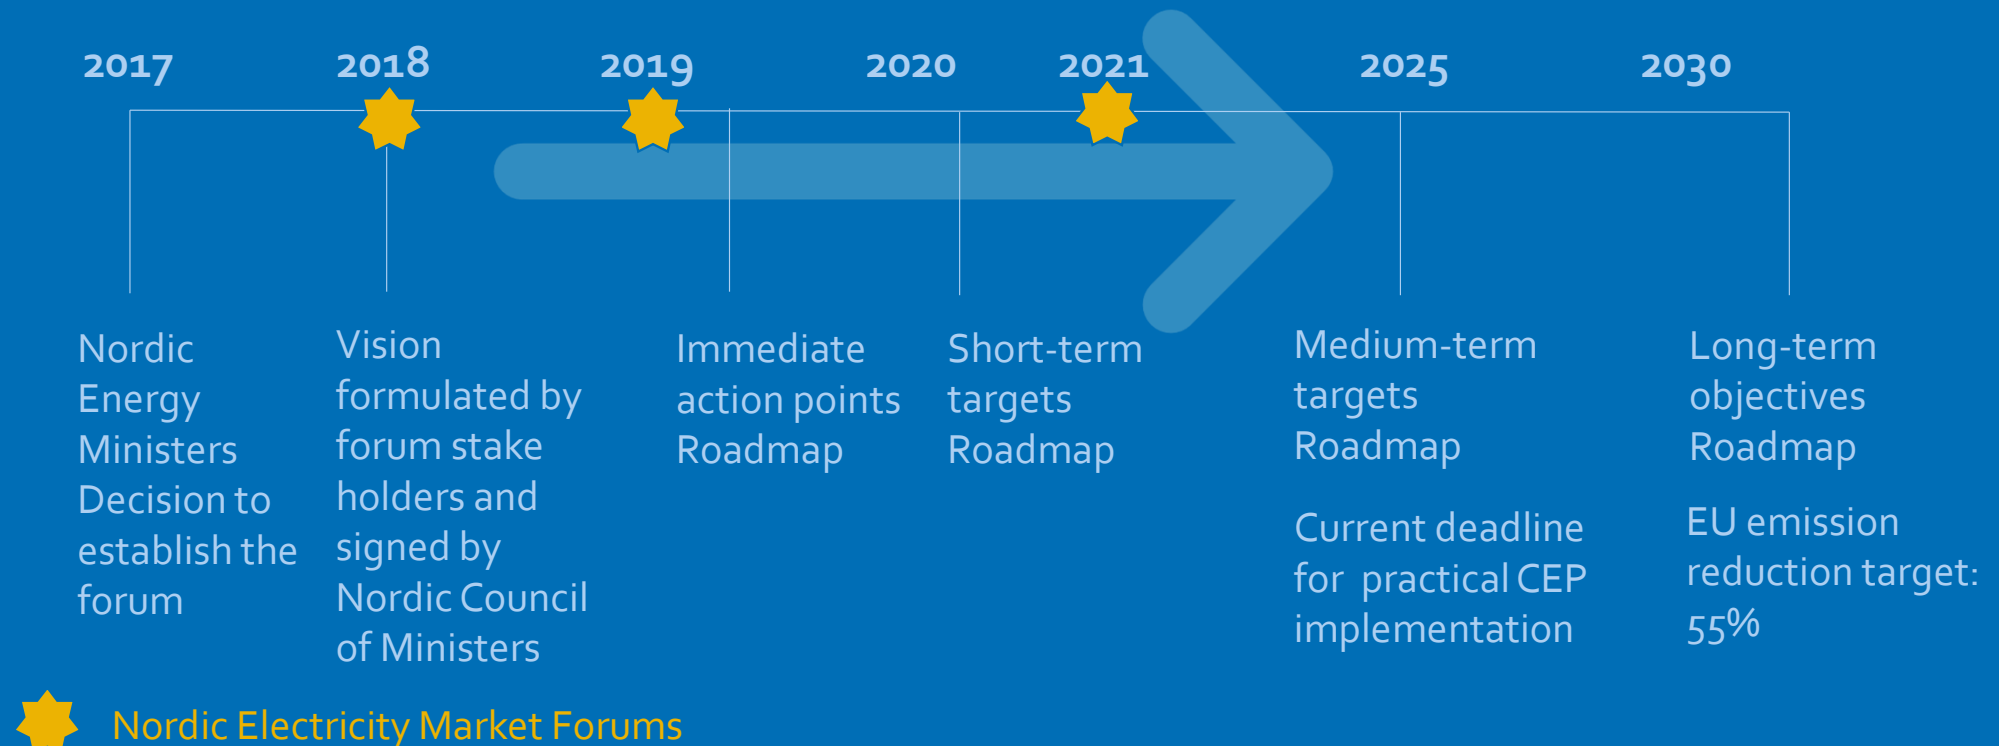 2017 2018 2019 2020 2021 2025 2030
Nordic
Energy
Ministers
Decision to
establish the
forum
Vision
formulated by
forum stake
holders and
signed by
Nordic Council
of Ministers
Immediate
action points
Roadmap
Short-term
targets
Roadmap
Medium-term
targets
Roadmap
Current deadline
for practical CEP
implementation
Long-term
objectives
Roadmap
EU emission
reduction target:
55%
Nordic Electricity Market Forums